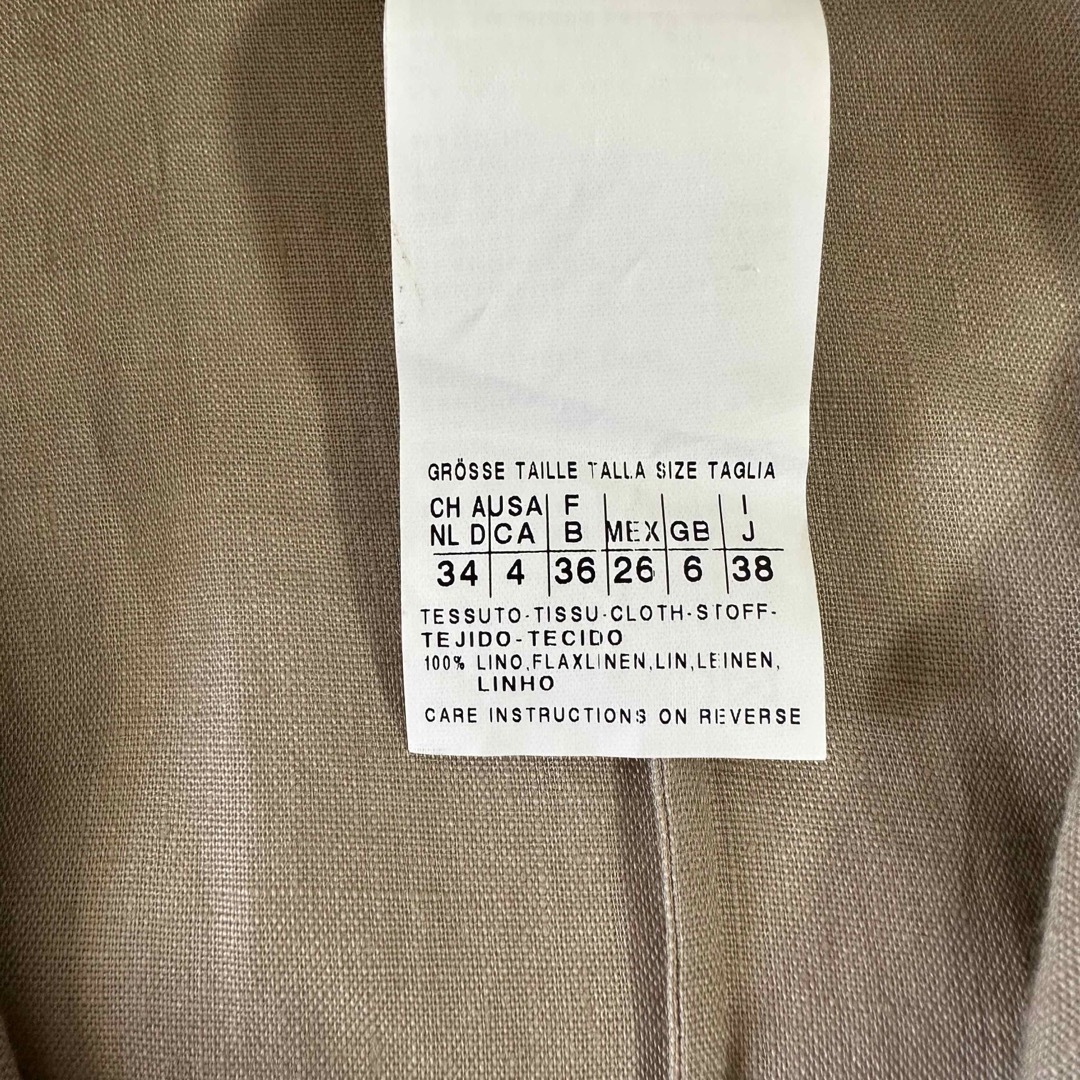 GRÖSSE TAILLE TALLA SIZE TAGLIA
CH A USA F I
NL D CA B MEX GB J
34 4 36 26 6 38
TESSUTO-TISSU-CLOTH-STOFF-
TEJIDO-TECIDO
100% LINO,FLAXLINEN,LIN,LEINEN,
LINHO
CARE INSTRUCTIONS ON REVERSE